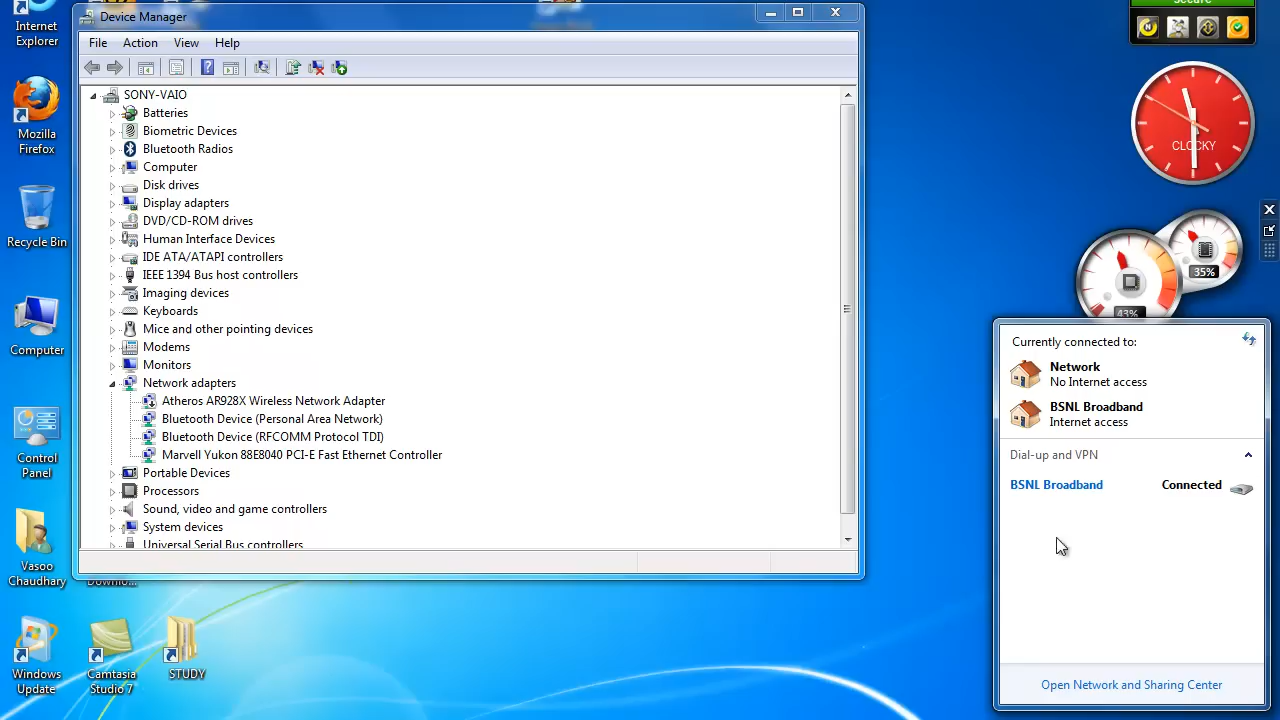 Internet
Explorer
Mozilla
Firefox
Recycle Bin
Computer
Control
Panel
Vasoo
Chaudhary
Downlo...
Windows
Update
Camtasia
Studio 7
STUDY
Device Manager
File Action View Help
SONY-VAIO
Batteries
Biometric Devices
Bluetooth Radios
Computer
Disk drives
Display adapters
DVD/CD-ROM drives
Human Interface Devices
IDE ATA/ATAPI controllers
IEEE 1394 Bus host controllers
Imaging devices
Keyboards
Mice and other pointing devices
Modems
Monitors
Network adapters
Atheros AR928X Wireless Network Adapter
Bluetooth Device (Personal Area Network)
Bluetooth Device (RFCOMM Protocol TDI)
Marvell Yukon 88E8040 PCI-E Fast Ethernet Controller
Portable Devices
Processors
Sound, video and game controllers
System devices
Universal Serial Bus controllers
Secure
CLOCKY
35%
43%
Currently connected to:
Network
No Internet access
BSNL Broadband
Internet access
Dial-up and VPN
BSNL Broadband Connected
Open Network and Sharing Center